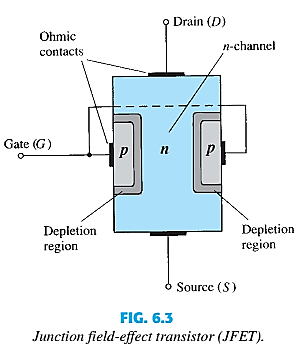 Drain (D)
Ohmic
contacts
n-channel
Gate (G)
p
n
p
Depletion
region
Depletion
region
Source (S)
FIG. 6.3
Junction field-effect transistor (JFET).